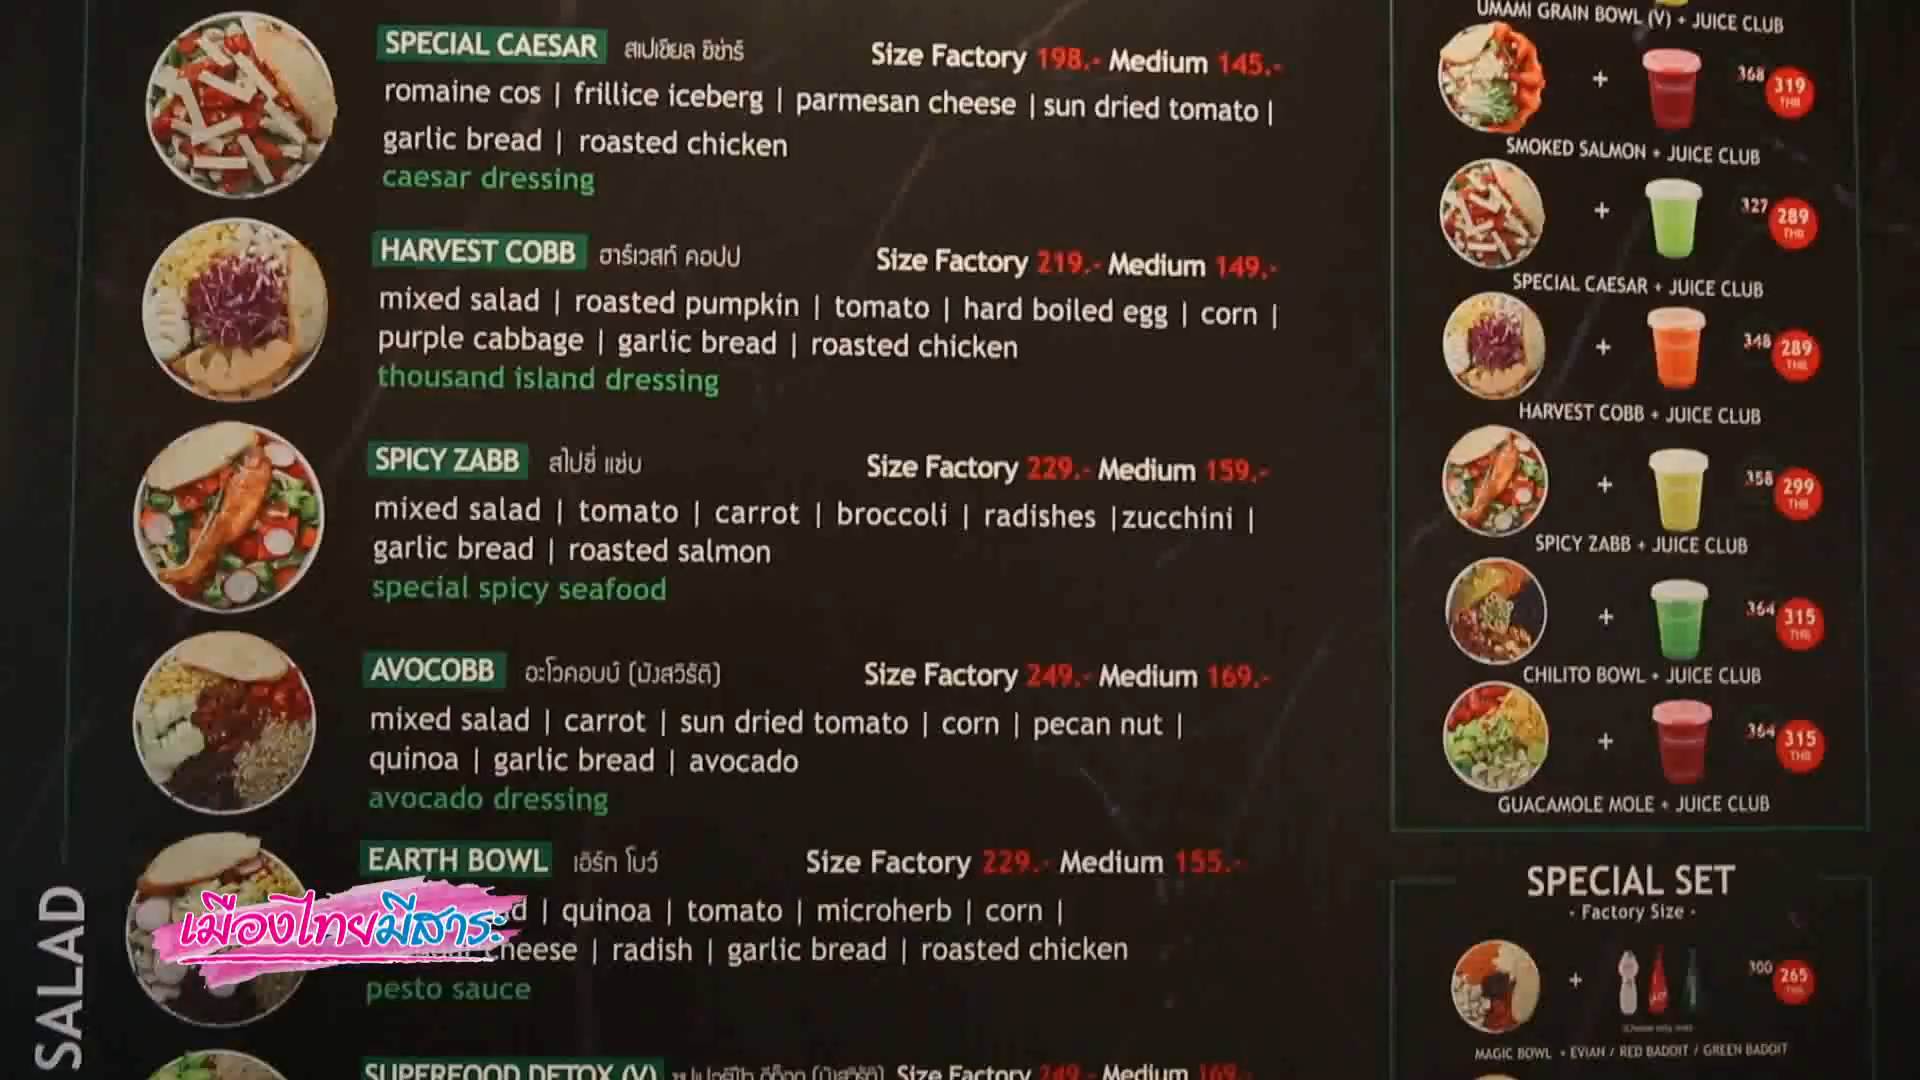 SPECIAL CAESAR สเปเชียล ซีซ่าร์ Size Factory 198.- Medium 145.-
romaine cos | frillice iceberg | parmesan cheese | sun dried tomato |
garlic bread | roasted chicken
caesar dressing
HARVEST COBB ฮาร์เวสท์ คอปป Size Factory 219.- Medium 149.-
mixed salad | roasted pumpkin | tomato | hard boiled egg | corn |
purple cabbage | garlic bread | roasted chicken
thousand island dressing
SPICY ZABB สไปซี่ แซ่บ Size Factory 229.- Medium 159.-
mixed salad | tomato | carrot | broccoli | radishes | zucchini |
garlic bread | roasted salmon
special spicy seafood
AVOCOBB อะโวคอบบ์ (มังสวิรัติ) Size Factory 249.- Medium 169.-
mixed salad | carrot | sun dried tomato | corn | pecan nut |
quinoa | garlic bread | avocado
avocado dressing
EARTH BOWL เอิร์ท โบว์ Size Factory 229.- Medium 155.-
| quinoa | tomato | microherb | corn |
cheese | radish | garlic bread | roasted chicken
pesto sauce
SUPERFOOD DETOX (V) Size Factory 249.- Medium 169.-
SALAD
เมืองไทยมีสาระ
UMAMI GRAIN BOWL (V) + JUICE CLUB
+ 368 319 THB
SMOKED SALMON + JUICE CLUB
+ 327 289 THB
SPECIAL CAESAR + JUICE CLUB
+ 348 289 THB
HARVEST COBB + JUICE CLUB
+ 358 299 THB
SPICY ZABB + JUICE CLUB
+ 364 315 THB
CHILITO BOWL + JUICE CLUB
+ 364 315 THB
GUACAMOLE MOLE + JUICE CLUB
SPECIAL SET
- Factory Size -
+ 300 265 THB
MAGIC BOWL + EVIAN / RED BADOIT / GREEN BADOIT